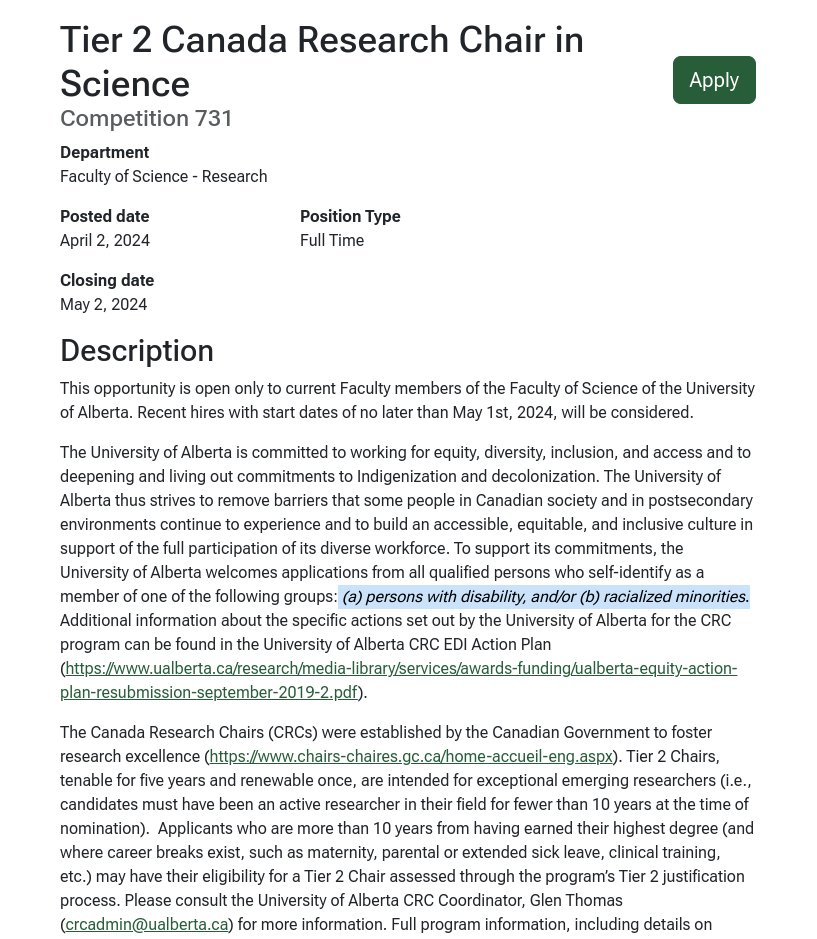 Tier 2 Canada Research Chair in
Science
Apply
Competition 731
Department
Faculty of Science - Research
Posted date
Position Type
April 2, 2024
Full Time
Closing date
May 2, 2024
Description
This opportunity is open only to current Faculty members of the Faculty of Science of the University
of Alberta. Recent hires with start dates of no later than May 1st, 2024, will be considered.
The University of Alberta is committed to working for equity, diversity, inclusion, and access and to
deepening and living out commitments to Indigenization and decolonization. The University of
Alberta thus strives to remove barriers that some people in Canadian society and in postsecondary
environments continue to experience and to build an accessible, equitable, and inclusive culture in
support of the full participation of its diverse workforce. To support its commitments, the
University of Alberta welcomes applications from all qualified persons who self-identify as a
member of one of the following groups: (a) persons with disability, and/or (b) racialized minorities.
Additional information about the specific actions set out by the University of Alberta for the CRC
program can be found in the University of Alberta CRC EDI Action Plan
(https://www.ualberta.ca/research/media-library/services/awards-funding/ualberta-equity-action-
plan-resubmission-september-2019-2.pdf).
The Canada Research Chairs (CRCs) were established by the Canadian Government to foster
research excellence (https://www.chairs-chaires.gc.ca/home-accueil-eng.aspx). Tier 2 Chairs,
tenable for five years and renewable once, are intended for exceptional emerging researchers (i.e.,
candidates must have been an active researcher in their field for fewer than 10 years at the time of
nomination).  Applicants who are more than 10 years from having earned their highest degree (and
where career breaks exist, such as maternity, parental or extended sick leave, clinical training,
etc.) may have their eligibility for a Tier 2 Chair assessed through the program's Tier 2 justification
process. Please consult the University of Alberta CRC Coordinator, Glen Thomas
(crcadmin@ualberta.ca) for more information. Full program information, including details on